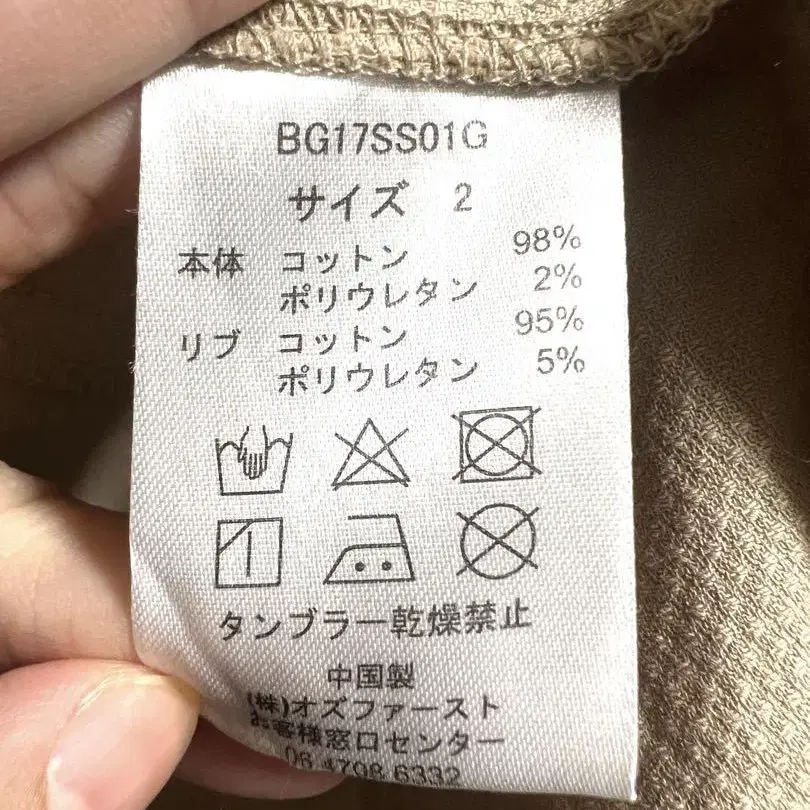 BG17SS01G
サイズ 2
本体 コットン 98%
ポリウレタン 2%
リブ コットン 95%
ポリウレタン 5%
タンブラー乾燥禁止
中国製
(株)オズファースト
お客様窓口センター
06 4708 6332